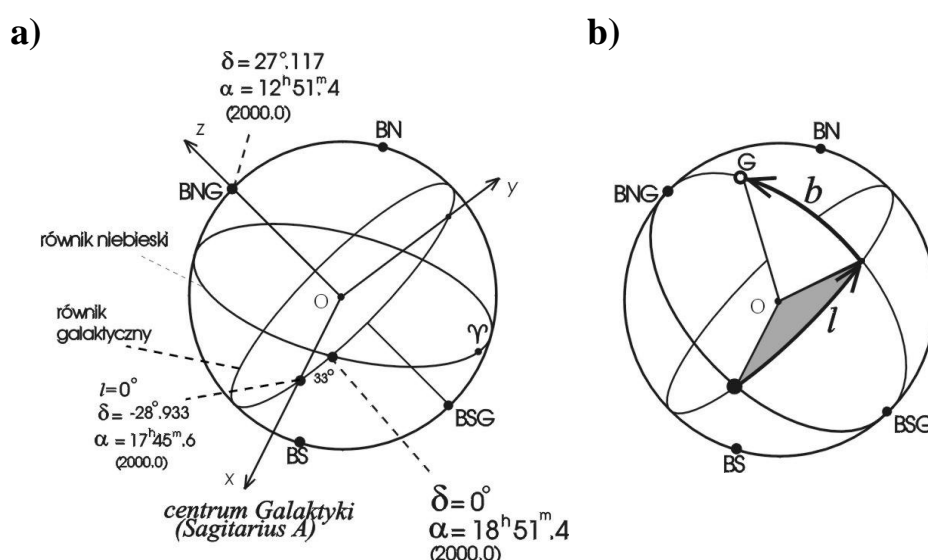 a)
δ = 27°.117
α = 12ʰ51ᵐ.4
(2000.0)
z
BN
BNG
y
równik niebieski
O
równik
galaktyczny
♈
33°
l=0°
δ= -28°.933
α = 17ʰ45ᵐ.6
(2000.0)
BSG
BS
x
centrum Galaktyki
(Sagitarius A)
δ=0°
α= 18ʰ51ᵐ.4
(2000.0)
b)
BN
G
BNG
b
O
l
BSG
BS